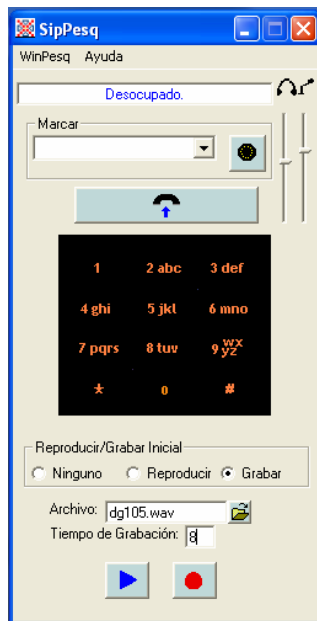 SipPesq
WinPesq Ayuda
Desocupado.
Marcar
1 2 abc 3 def
4 ghi 5 jkl 6 mno
7 pqrs 8 tuv 9 wxyz
* 0 #
Reproducir/Grabar Inicial
Ninguno Reproducir Grabar
Archivo: dg105.wav
Tiempo de Grabación: 8